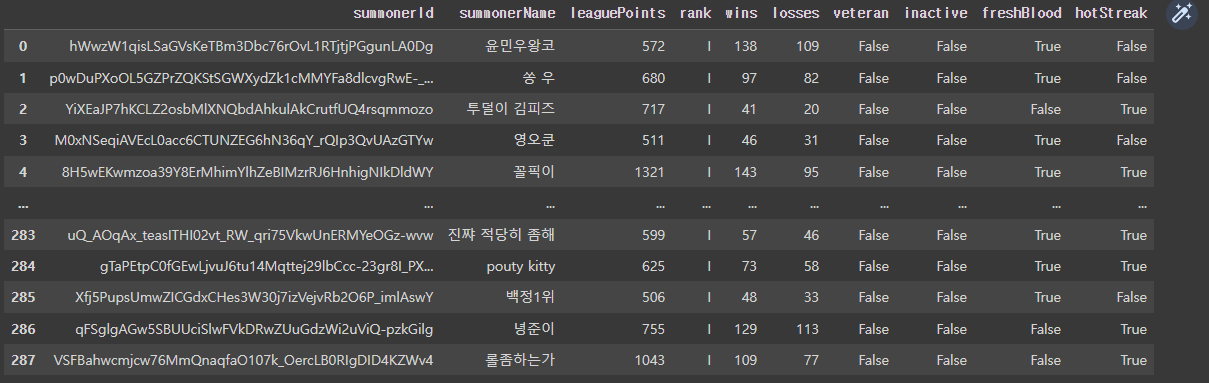 summonerId summonerName leaguePoints rank wins losses veteran inactive freshBlood hotStreak
0 hWwzW1qisLSaGVsKeTBm3Dbc76rOvL1RTjtjPGgunLA0Dg 윤민우왕코 572 I 138 109 False False True False
1 p0wDuPXoOL5GZPrZQKStSGWXydZk1cMMYFa8dlcvgRwE-_... 쏭 우 680 I 97 82 False False True False
2 YiXEaJP7hKCLZ2osbMlXNQbdAhkulAkCrutfUQ4rsqmmozo 투덜이 김피즈 717 I 41 20 False False False True
3 M0xNSeqiAVEcL0acc6CTUNZEG6hN36qY_rQIp3QvUAzGTYw 영오쿤 511 I 46 31 False False True False
4 8H5wEKwmzoa39Y8ErMhimYlhZeBIMzrRJ6HnhigNIkDldWY 꼴픽이 1321 I 143 95 False False True True
... ... ... ... ... ... ... ... ... ... ...
283 uQ_AOqAx_teasITHI02vt_RW_qri75VkwUnERMYeOGz-wvw 진쨔 적당히 좀해 599 I 57 46 False False True True
284 gTaPEtpC0fGEwLjvuJ6tu14Mqttej29lbCcc-23gr8I_PX... pouty kitty 625 I 73 58 False False True True
285 Xfj5PupsUmwZICGdxCHes3W30j7izVejvRb2O6P_imlAswY 백정1위 506 I 48 33 False False True False
286 qFSglgAGw5SBUUciSlwFVkDRwZUuGdzWi2uViQ-pzkGilg 녕준이 755 I 129 113 False False True True
287 VSFBahwcmjcw76MmQnaqfaO107k_OercLB0RIgDID4KZWv4 롤좀하는가 1043 I 109 77 False False False True